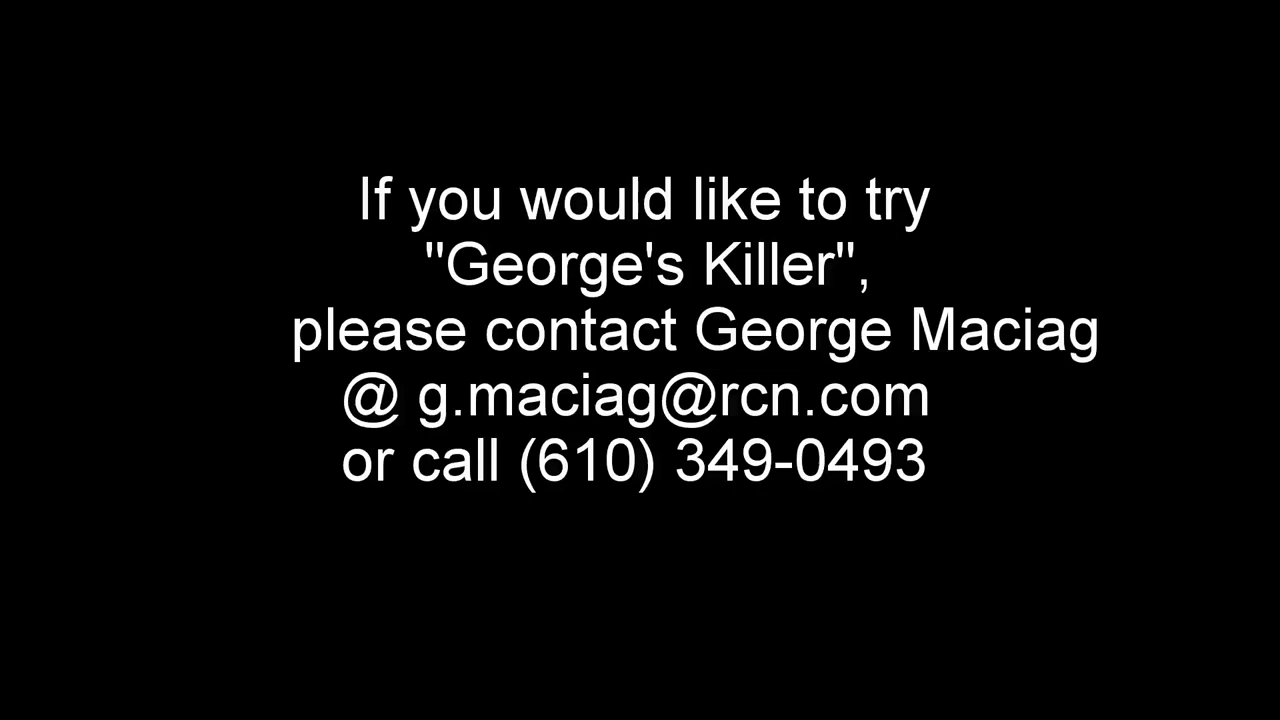 If you would like to try
"George's Killer",
please contact George Maciag
@ g.maciag@rcn.com
or call (610) 349-0493